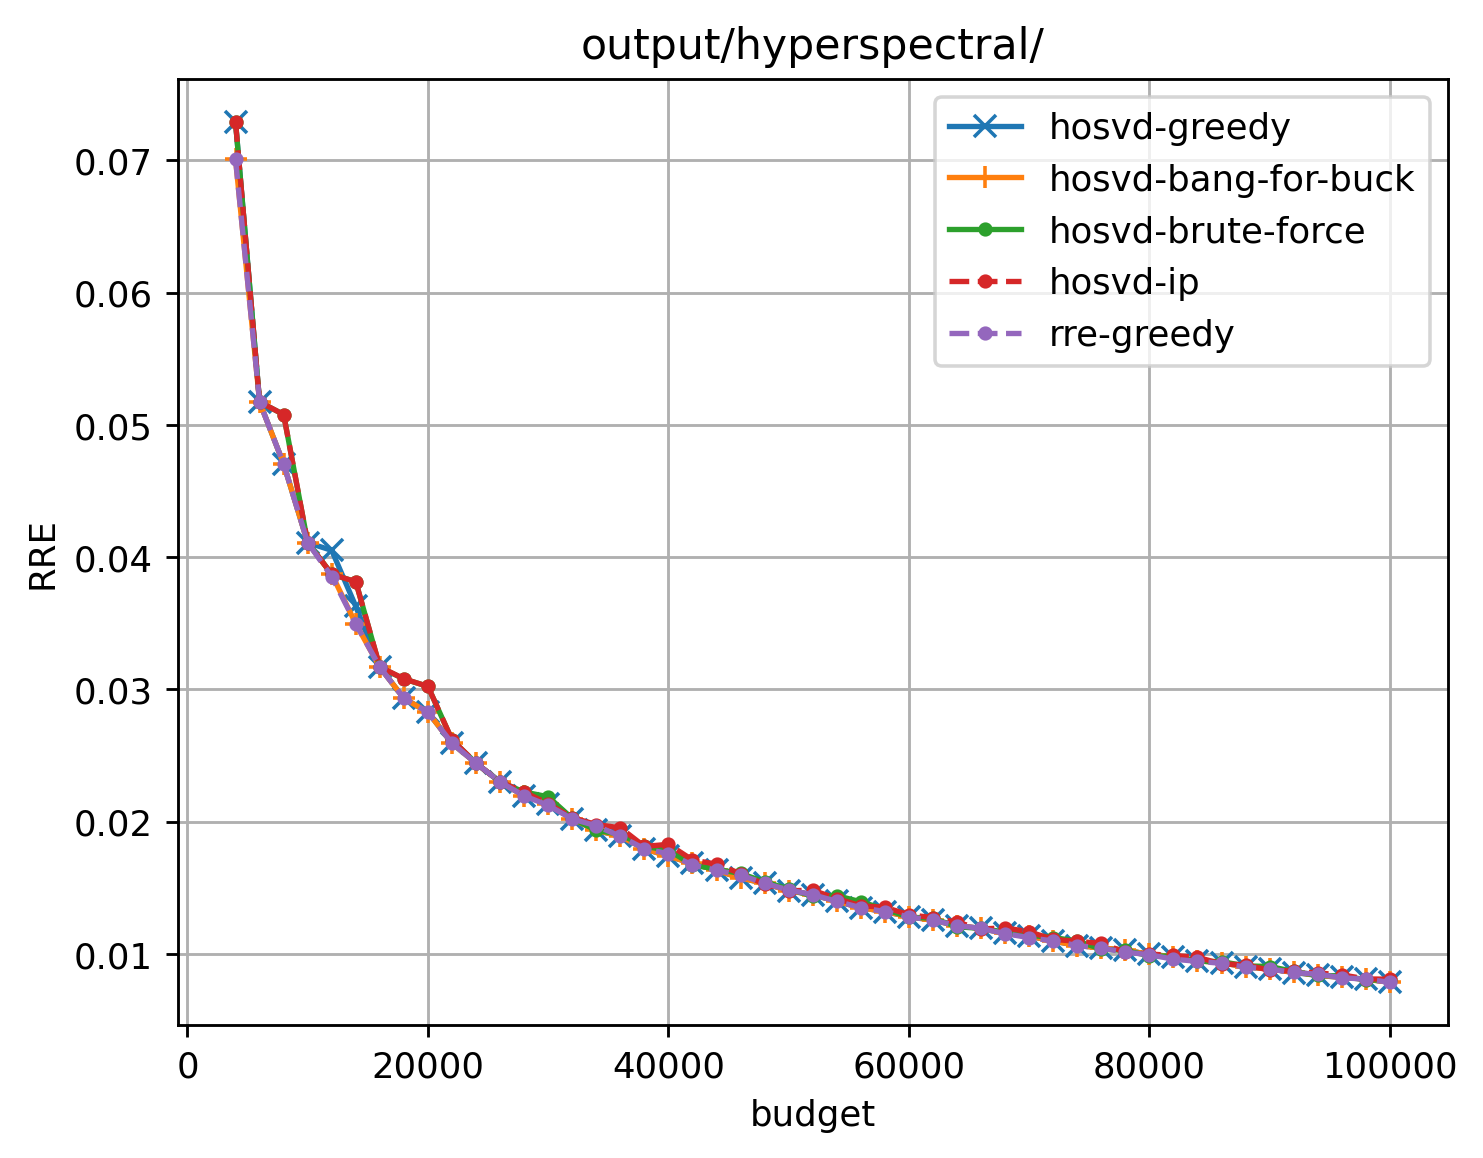 output/hyperspectral/
hosvd-greedy
hosvd-bang-for-buck
hosvd-brute-force
hosvd-ip
rre-greedy
RRE
0.07
0.06
0.05
0.04
0.03
0.02
0.01
0 20000 40000 60000 80000 100000
budget